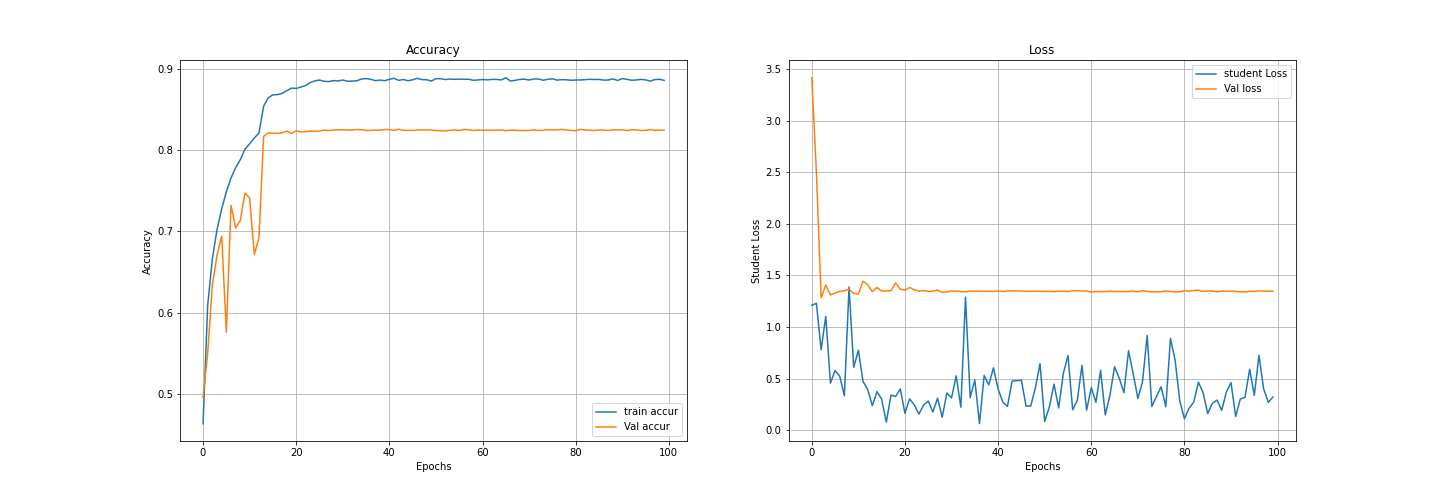 Accuracy
0.9
0.8
0.7
0.6
0.5
Accuracy
train accur
Val accur
0 20 40 60 80 100
Epochs
Loss
3.5
3.0
2.5
2.0
1.5
1.0
0.5
0.0
Student Loss
student Loss
Val loss
0 20 40 60 80 100
Epochs